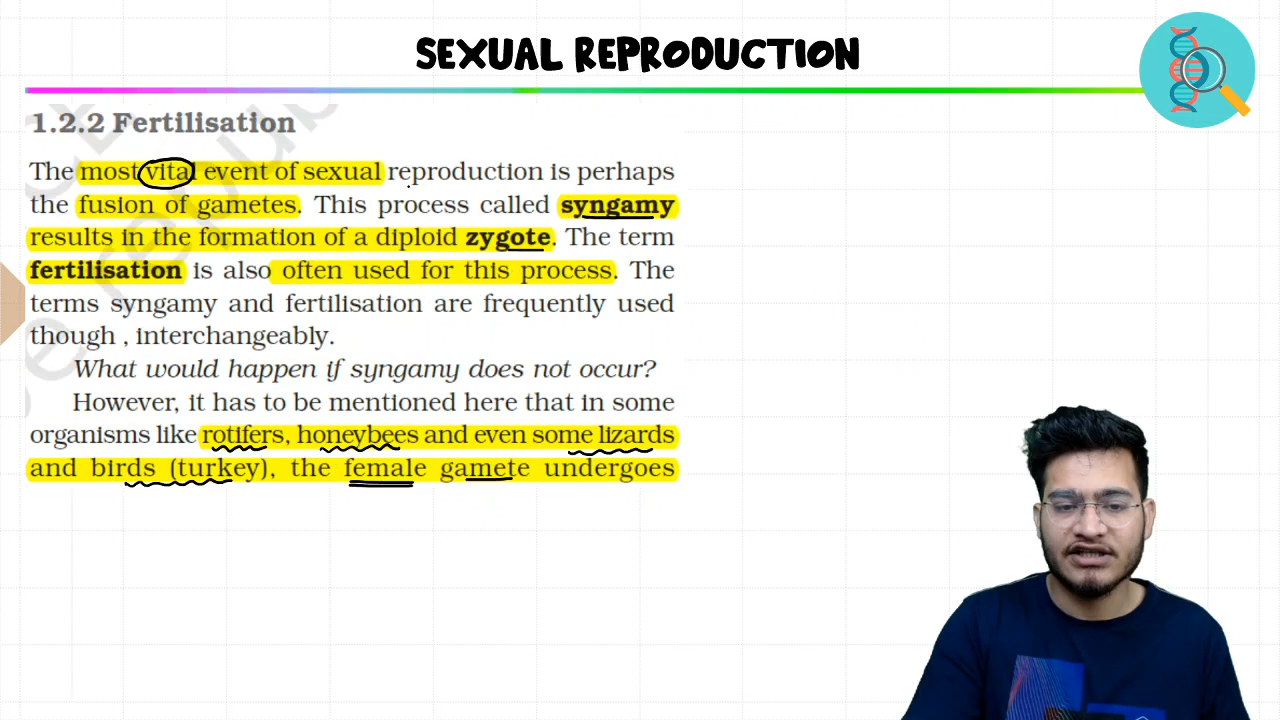 SEXUAL REPRODUCTION
1.2.2 Fertilisation
The most vital event of sexual reproduction is perhaps
the fusion of gametes. This process called syngamy
results in the formation of a diploid zygote. The term
fertilisation is also often used for this process. The
terms syngamy and fertilisation are frequently used
though , interchangeably.
What would happen if syngamy does not occur?
However, it has to be mentioned here that in some
organisms like rotifers, honeybees and even some lizards
and birds (turkey), the female gamete undergoes